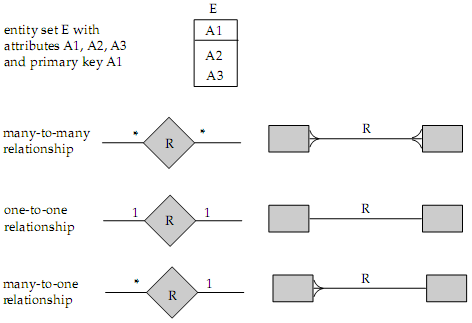 E
entity set E with
attributes A1, A2, A3
and primary key A1
A1
A2
A3
many-to-many
relationship
* R *
R
one-to-one
relationship
1 R 1
R
many-to-one
relationship
* R 1
R